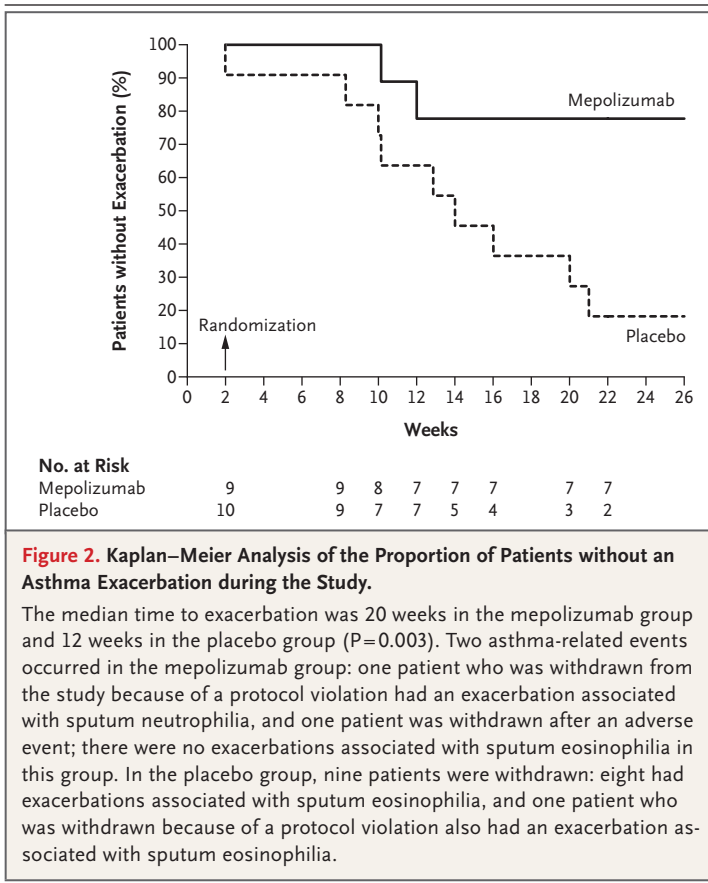 100
90
80
70
60
50
40
30
20
10
0
Patients without Exacerbation (%)
Mepolizumab
Placebo
Randomization
0 2 4 6 8 10 12 14 16 18 20 22 24 26
Weeks
No. at Risk
Mepolizumab 9 9 8 7 7 7 7 7
Placebo 10 9 7 7 5 4 3 2
Figure 2. Kaplan–Meier Analysis of the Proportion of Patients without an
Asthma Exacerbation during the Study.
The median time to exacerbation was 20 weeks in the mepolizumab group
and 12 weeks in the placebo group (P=0.003). Two asthma-related events
occurred in the mepolizumab group: one patient who was withdrawn from
the study because of a protocol violation had an exacerbation associated
with sputum neutrophilia, and one patient was withdrawn after an adverse
event; there were no exacerbations associated with sputum eosinophilia in
this group. In the placebo group, nine patients were withdrawn: eight had
exacerbations associated with sputum eosinophilia, and one patient who
was withdrawn because of a protocol violation also had an exacerbation as-
sociated with sputum eosinophilia.